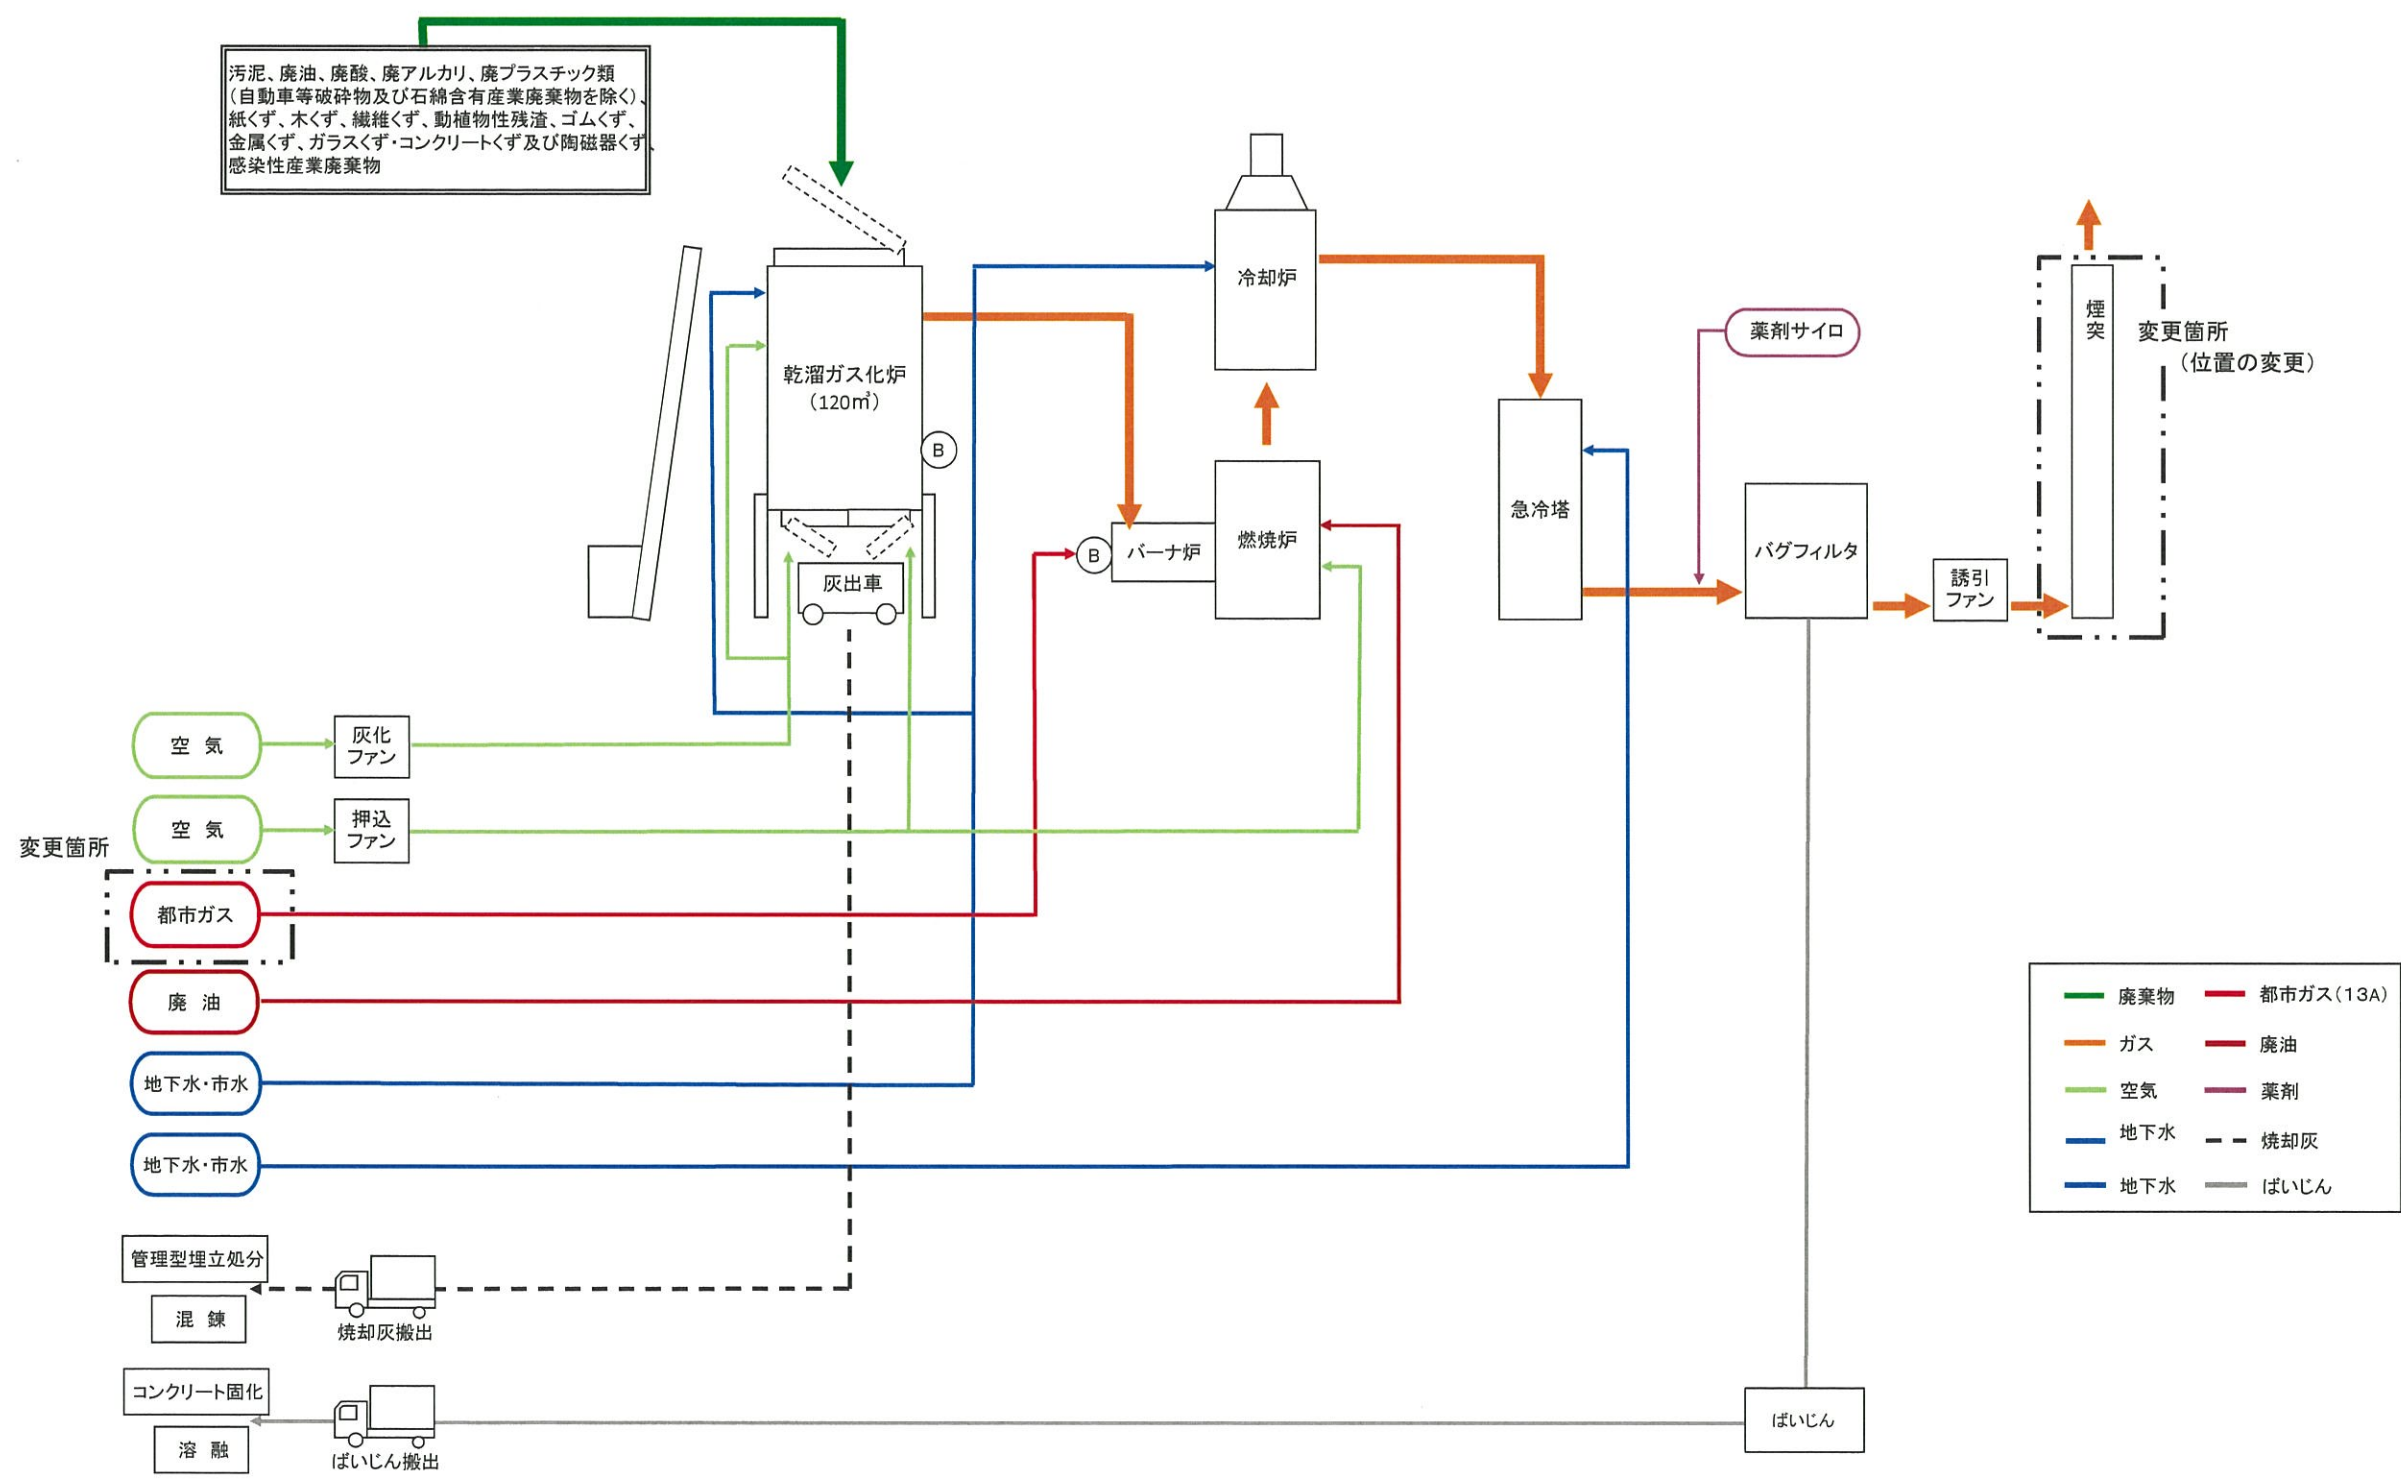 汚泥、廃油、廃酸、廃アルカリ、廃プラスチック類
(自動車等破砕物及び石綿含有産業廃棄物を除く)、
紙くず、木くず、繊維くず、動植物性残渣、ゴムくず、
金属くず、ガラスくず・コンクリートくず及び陶磁器くず、
感染性産業廃棄物
乾溜ガス化炉
(120㎥)
B
灰出車
冷却炉
B
バーナ炉
燃焼炉
急冷塔
薬剤サイロ
バグフィルタ
誘引
ファン
煙突
変更箇所
(位置の変更)
空 気
灰化
ファン
空 気
押込
ファン
変更箇所
都市ガス
廃 油
地下水・市水
地下水・市水
管理型埋立処分
混 錬
焼却灰搬出
コンクリート固化
溶 融
ばいじん搬出
ばいじん
廃棄物
都市ガス(13A)
ガス
廃油
空気
薬剤
地下水
焼却灰
地下水
ばいじん